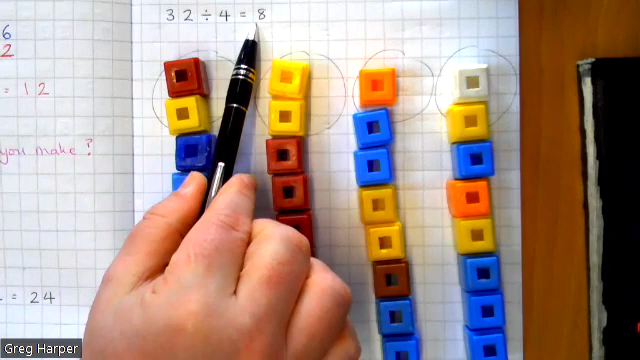 32 ÷ 4 = 8
6
2
= 12
you make?
= 24
Greg Harper